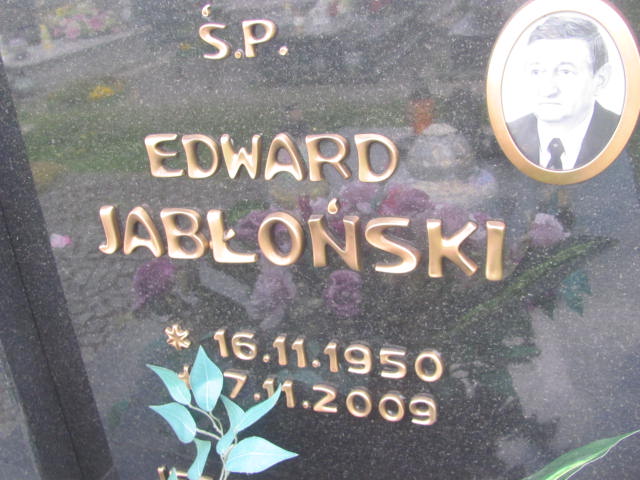 Ś.P.
EDWARD
JABŁOŃSKI
* 16.11.1950
7.11.2009